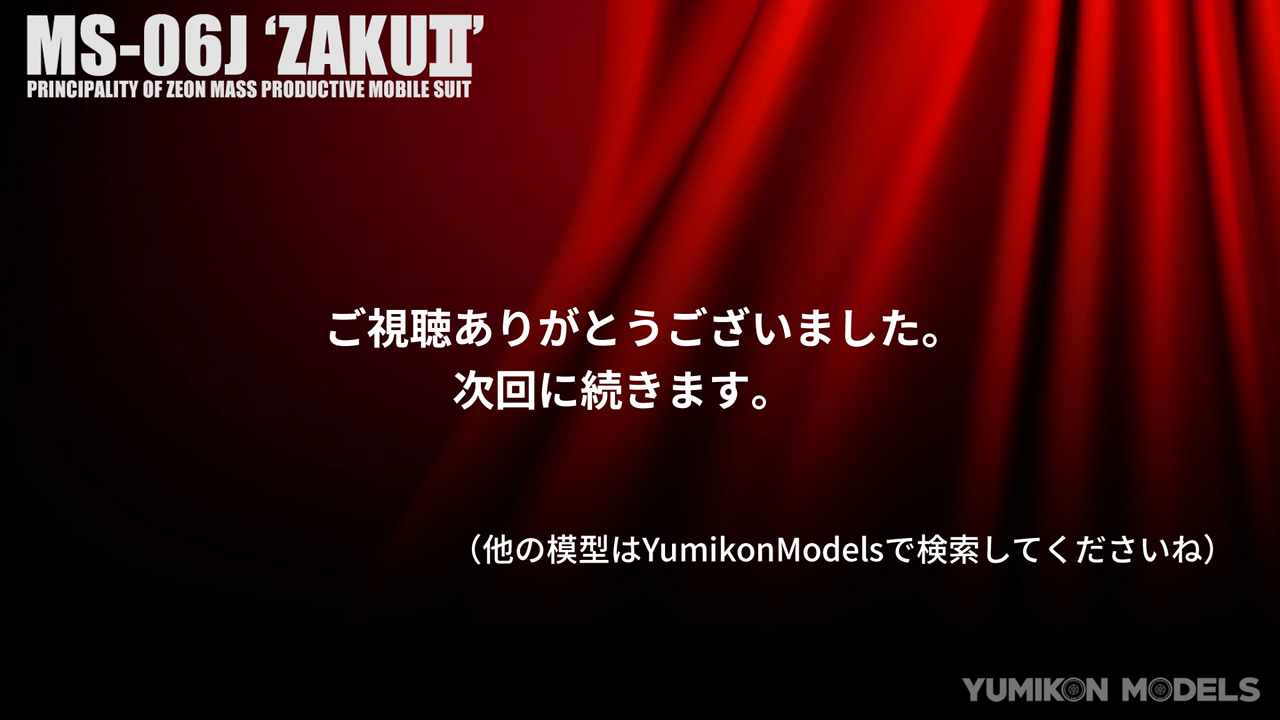 MS-06J ‘ZAKUⅡ’
PRINCIPALITY OF ZEON MASS PRODUCTIVE MOBILE SUIT
ご視聴ありがとうございました。
次回に続きます。
（他の模型はYumikonModelsで検索してくださいね）
YUMIKON MODELS